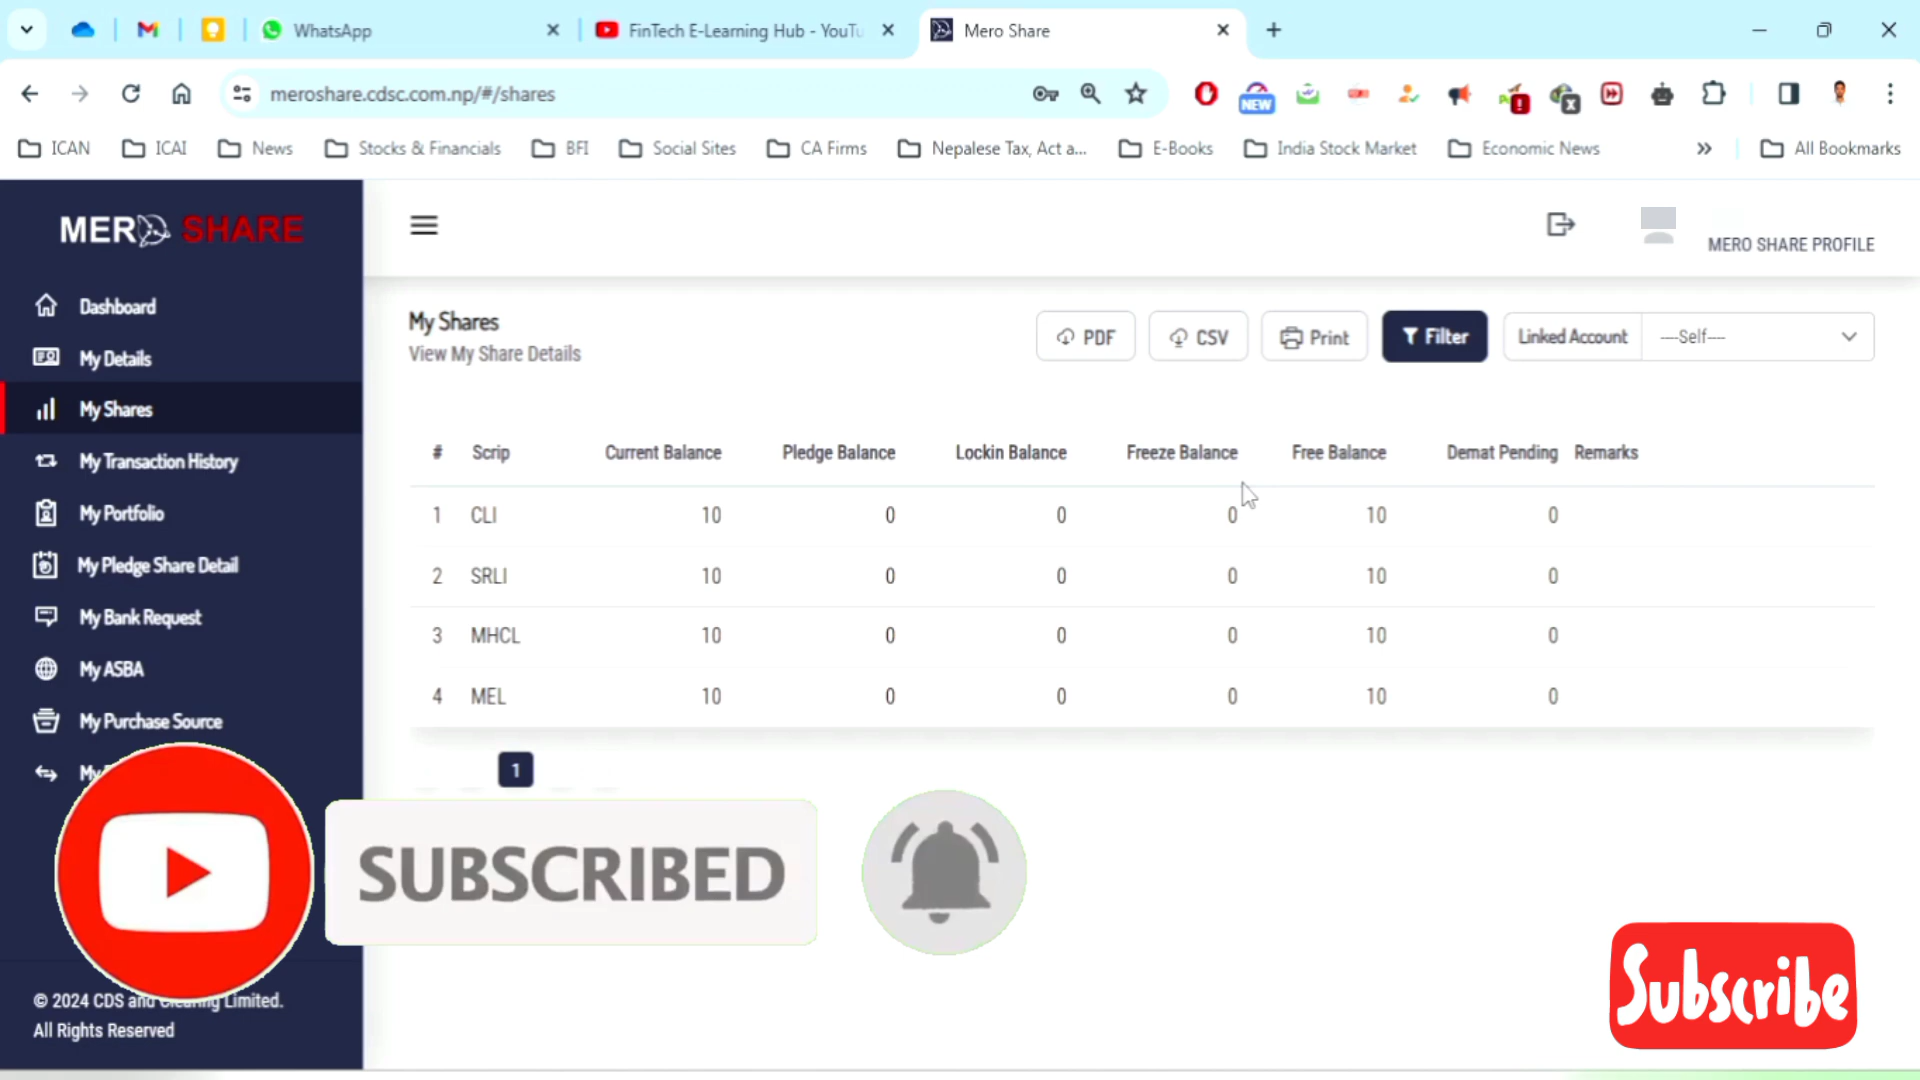 WhatsApp
FinTech E-Learning Hub - YouTu
Mero Share
meroshare.cdsc.com.np/#/shares
NEW
ICAN
ICAI
News
Stocks & Financials
BFI
Social Sites
CA Firms
Nepalese Tax, Act a...
E-Books
India Stock Market
Economic News
All Bookmarks
MERO SHARE
MERO SHARE PROFILE
Dashboard
My Details
My Shares
My Transaction History
My Portfolio
My Pledge Share Detail
My Bank Request
My ASBA
My Purchase Source
My
© 2024 CDS and Clearing Limited.
All Rights Reserved
My Shares
View My Share Details
PDF
CSV
Print
Filter
Linked Account
----Self----
# Scrip Current Balance Pledge Balance Lockin Balance Freeze Balance Free Balance Demat Pending Remarks
1 CLI 10 0 0 0 10 0
2 SRLI 10 0 0 0 10 0
3 MHCL 10 0 0 0 10 0
4 MEL 10 0 0 0 10 0
1
SUBSCRIBED
Subscribe